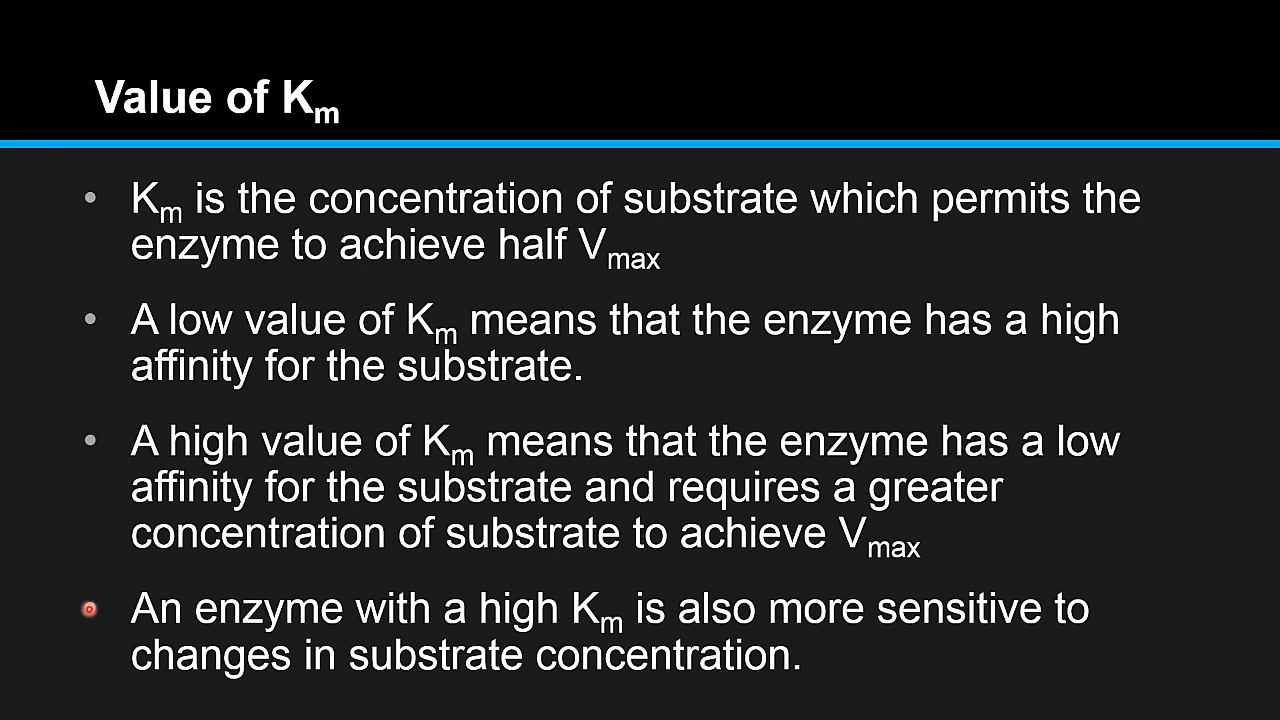 Value of Km
• Km is the concentration of substrate which permits the
enzyme to achieve half Vmax
• A low value of Km means that the enzyme has a high
affinity for the substrate.
• A high value of Km means that the enzyme has a low
affinity for the substrate and requires a greater
concentration of substrate to achieve Vmax
• An enzyme with a high Km is also more sensitive to
changes in substrate concentration.